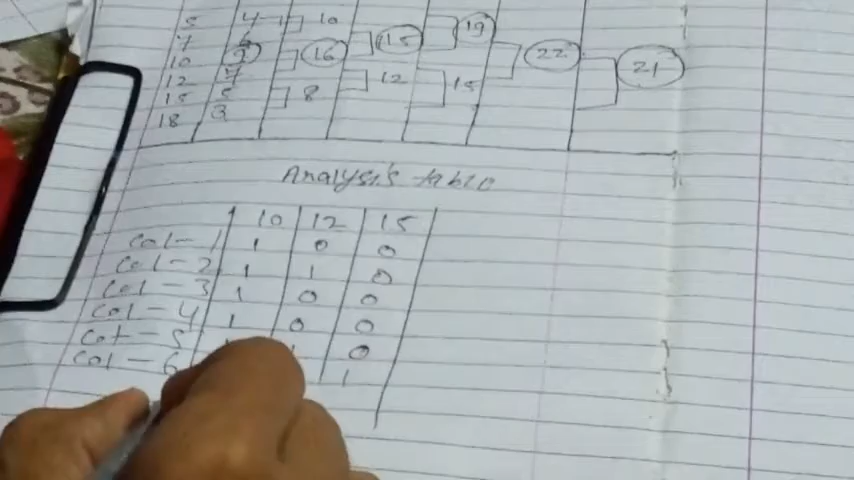 5 4 10 19
7 6 15
10 9 16 22 21
12 7 12 15
15 5 8
18 3
Analysis table
10 12 15
Col-1 1 0 0
Col-2 1 1 0
Col-3 1 0 0
Col-4 1 0 0
Col-5 0
Col-6 1